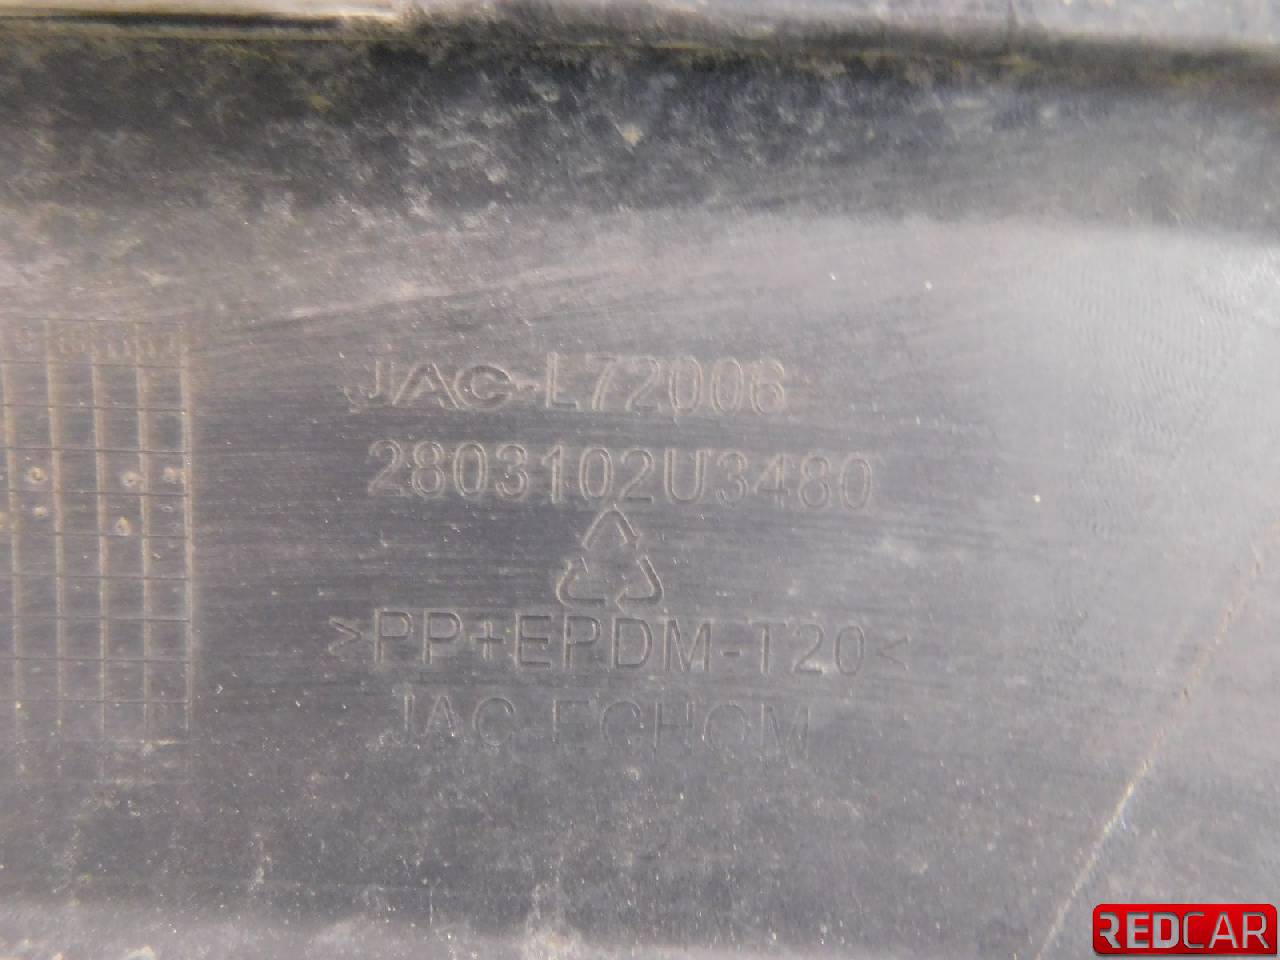 JAC-L72006
2803102U3480
>PP+EPDM-T20<
JAC ECHOM
REDCAR